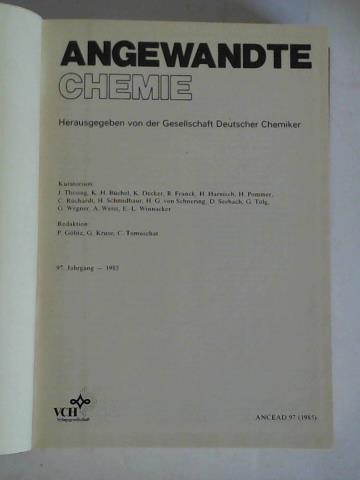 ANGEWANDTE
CHEMIE
Herausgegeben von der Gesellschaft Deutscher Chemiker
Kuratorium:
J. Thesing, K. H. Büchel, K. Decker, B. Franck, H. Harnisch, H. Pommer,
C. Rüchardt, H. Schmidbaur, H. G. von Schnering, D. Seebach, G. Tölg,
G. Wegner, A. Weiss, E.-L. Winnacker
Redaktion:
P. Gölitz, G. Kruse, C. Tomuschat
97. Jahrgang — 1985
VCH
Verlagsgesellschaft
ANCEAD 97 (1985)